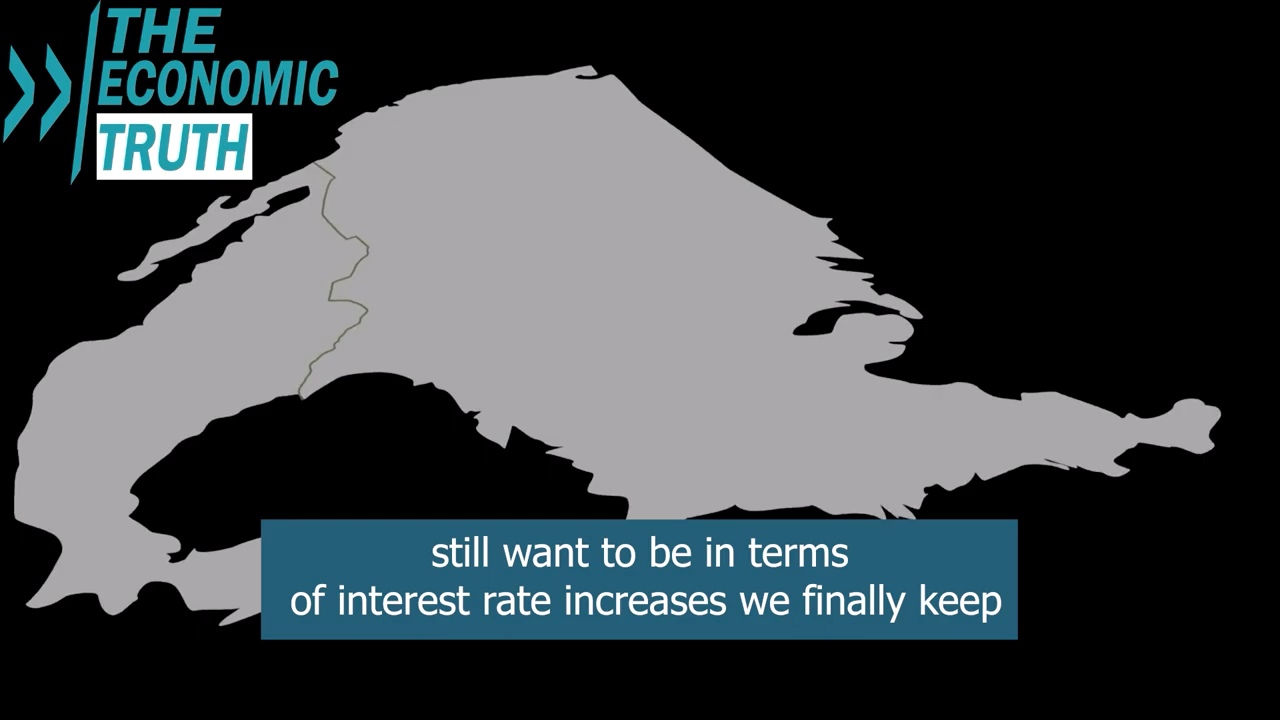 THE
ECONOMIC
TRUTH
still want to be in terms
of interest rate increases we finally keep